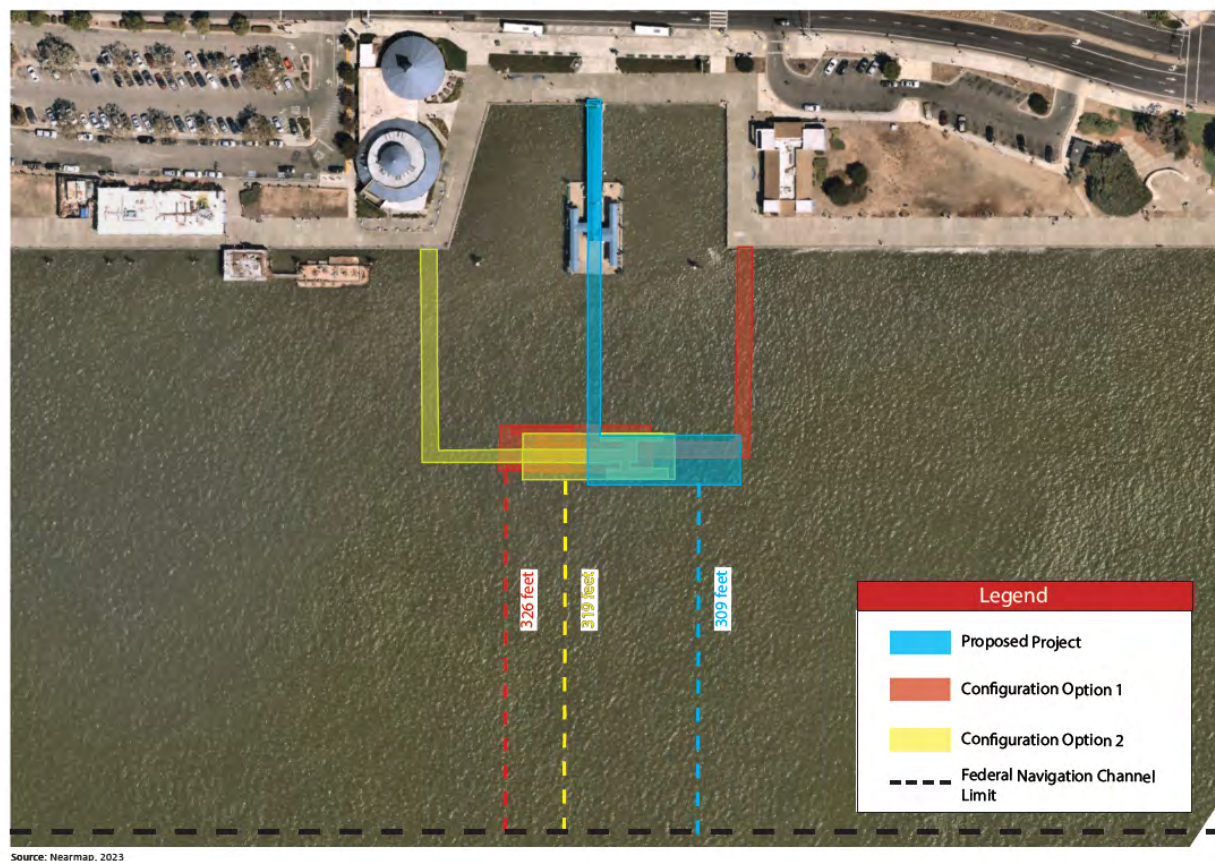 326 feet
319 feet
309 feet
Legend
Proposed Project
Configuration Option 1
Configuration Option 2
Federal Navigation Channel
Limit
Source: Nearmap, 2023